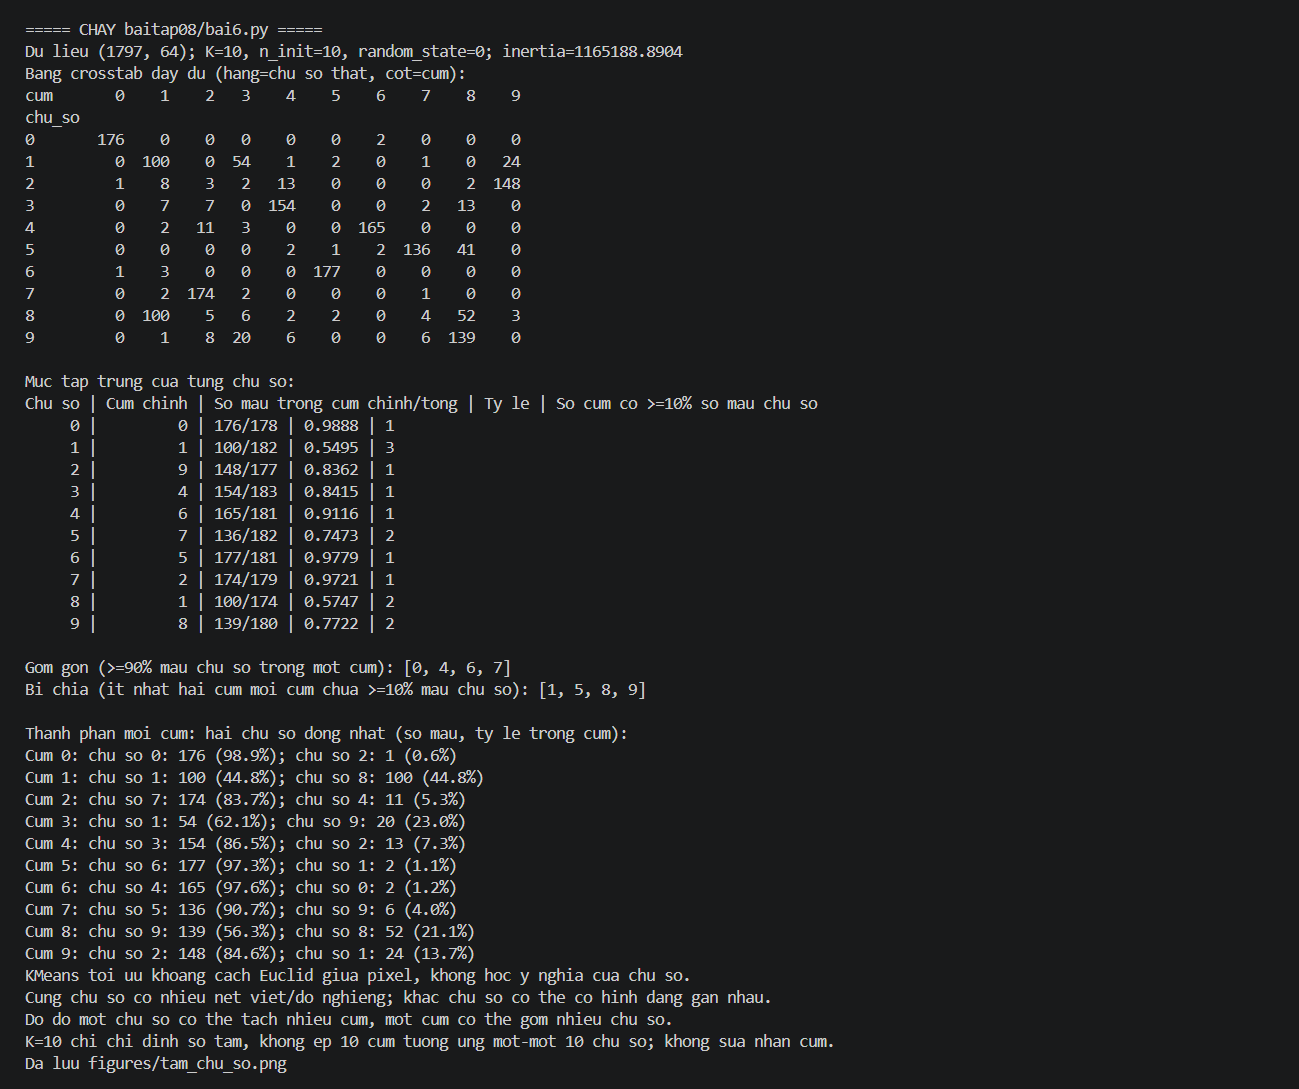 ===== CHAY baitap08/bai6.py =====
Du lieu (1797, 64); K=10, n_init=10, random_state=0; inertia=1165188.8904
Bang crosstab day du (hang=chu so that, cot=cum):
cum 0 1 2 3 4 5 6 7 8 9
chu_so
0 176 0 0 0 0 0 2 0 0 0
1 0 100 0 54 1 2 0 1 0 24
2 1 8 3 2 13 0 0 0 2 148
3 0 7 7 0 154 0 0 2 13 0
4 0 2 11 3 0 0 165 0 0 0
5 0 0 0 0 2 1 2 136 41 0
6 1 3 0 0 0 177 0 0 0 0
7 0 2 174 2 0 0 0 1 0 0
8 0 100 5 6 2 2 0 4 52 3
9 0 1 8 20 6 0 0 6 139 0
Muc tap trung cua tung chu so:
Chu so | Cum chinh | So mau trong cum chinh/tong | Ty le | So cum co >=10% so mau chu so
0 | 0 | 176/178 | 0.9888 | 1
1 | 1 | 100/182 | 0.5495 | 3
2 | 9 | 148/177 | 0.8362 | 1
3 | 4 | 154/183 | 0.8415 | 1
4 | 6 | 165/181 | 0.9116 | 1
5 | 7 | 136/182 | 0.7473 | 2
6 | 5 | 177/181 | 0.9779 | 1
7 | 2 | 174/179 | 0.9721 | 1
8 | 1 | 100/174 | 0.5747 | 2
9 | 8 | 139/180 | 0.7722 | 2
Gom gon (>=90% mau chu so trong mot cum): [0, 4, 6, 7]
Bi chia (it nhat hai cum moi cum chua >=10% mau chu so): [1, 5, 8, 9]
Thanh phan moi cum: hai chu so dong nhat (so mau, ty le trong cum):
Cum 0: chu so 0: 176 (98.9%); chu so 2: 1 (0.6%)
Cum 1: chu so 1: 100 (44.8%); chu so 8: 100 (44.8%)
Cum 2: chu so 7: 174 (83.7%); chu so 4: 11 (5.3%)
Cum 3: chu so 1: 54 (62.1%); chu so 9: 20 (23.0%)
Cum 4: chu so 3: 154 (86.5%); chu so 2: 13 (7.3%)
Cum 5: chu so 6: 177 (97.3%); chu so 1: 2 (1.1%)
Cum 6: chu so 4: 165 (97.6%); chu so 0: 2 (1.2%)
Cum 7: chu so 5: 136 (90.7%); chu so 9: 6 (4.0%)
Cum 8: chu so 9: 139 (56.3%); chu so 8: 52 (21.1%)
Cum 9: chu so 2: 148 (84.6%); chu so 1: 24 (13.7%)
KMeans toi uu khoang cach Euclid giua pixel, khong hoc y nghia cua chu so.
Cung chu so co nhieu net viet/do nghieng; khac chu so co the co hinh dang gan nhau.
Do do mot chu so co the tach nhieu cum, mot cum co the gom nhieu chu so.
K=10 chi chi dinh so tam, khong ep 10 cum tuong ung mot-mot 10 chu so; khong sua nhan cum.
Da luu figures/tam_chu_so.png